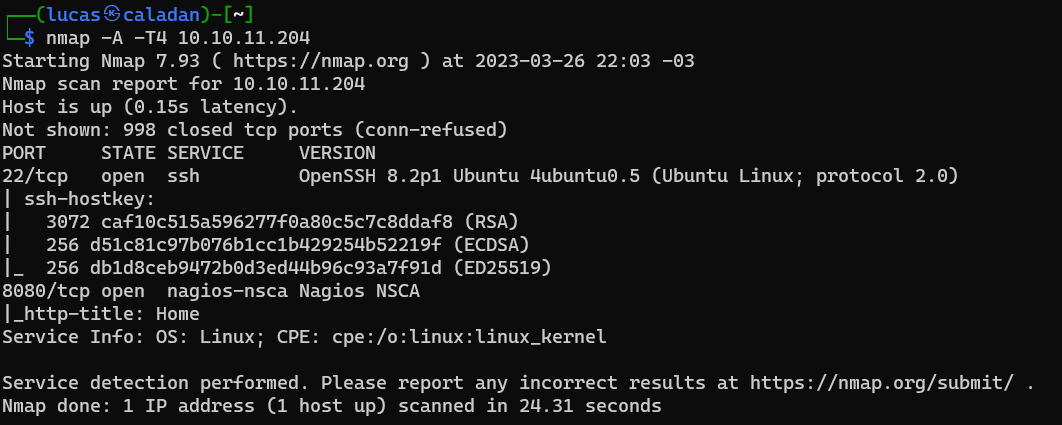 ┌──(lucas㉿caladan)-[~]
└─$ nmap -A -T4 10.10.11.204
Starting Nmap 7.93 ( https://nmap.org ) at 2023-03-26 22:03 -03
Nmap scan report for 10.10.11.204
Host is up (0.15s latency).
Not shown: 998 closed tcp ports (conn-refused)
PORT     STATE SERVICE     VERSION
22/tcp   open  ssh         OpenSSH 8.2p1 Ubuntu 4ubuntu0.5 (Ubuntu Linux; protocol 2.0)
| ssh-hostkey:
|   3072 caf10c515a596277f0a80c5c7c8ddaf8 (RSA)
|   256 d51c81c97b076b1cc1b429254b52219f (ECDSA)
|_  256 db1d8ceb9472b0d3ed44b96c93a7f91d (ED25519)
8080/tcp open  nagios-nsca Nagios NSCA
|_http-title: Home
Service Info: OS: Linux; CPE: cpe:/o:linux:linux_kernel

Service detection performed. Please report any incorrect results at https://nmap.org/submit/ .
Nmap done: 1 IP address (1 host up) scanned in 24.31 seconds